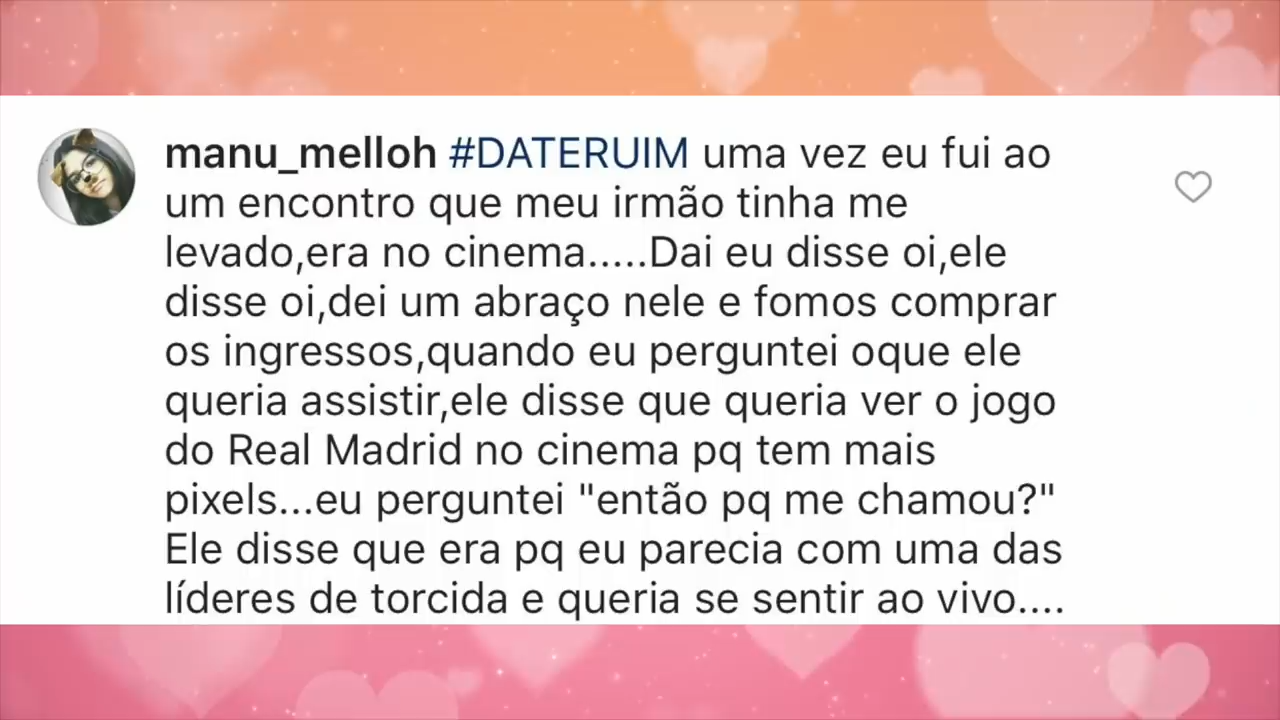 manu_melloh #DATERUIM uma vez eu fui ao
um encontro que meu irmão tinha me
levado,era no cinema.....Dai eu disse oi,ele
disse oi,dei um abraço nele e fomos comprar
os ingressos,quando eu perguntei oque ele
queria assistir,ele disse que queria ver o jogo
do Real Madrid no cinema pq tem mais
pixels...eu perguntei "então pq me chamou?"
Ele disse que era pq eu parecia com uma das
líderes de torcida e queria se sentir ao vivo....